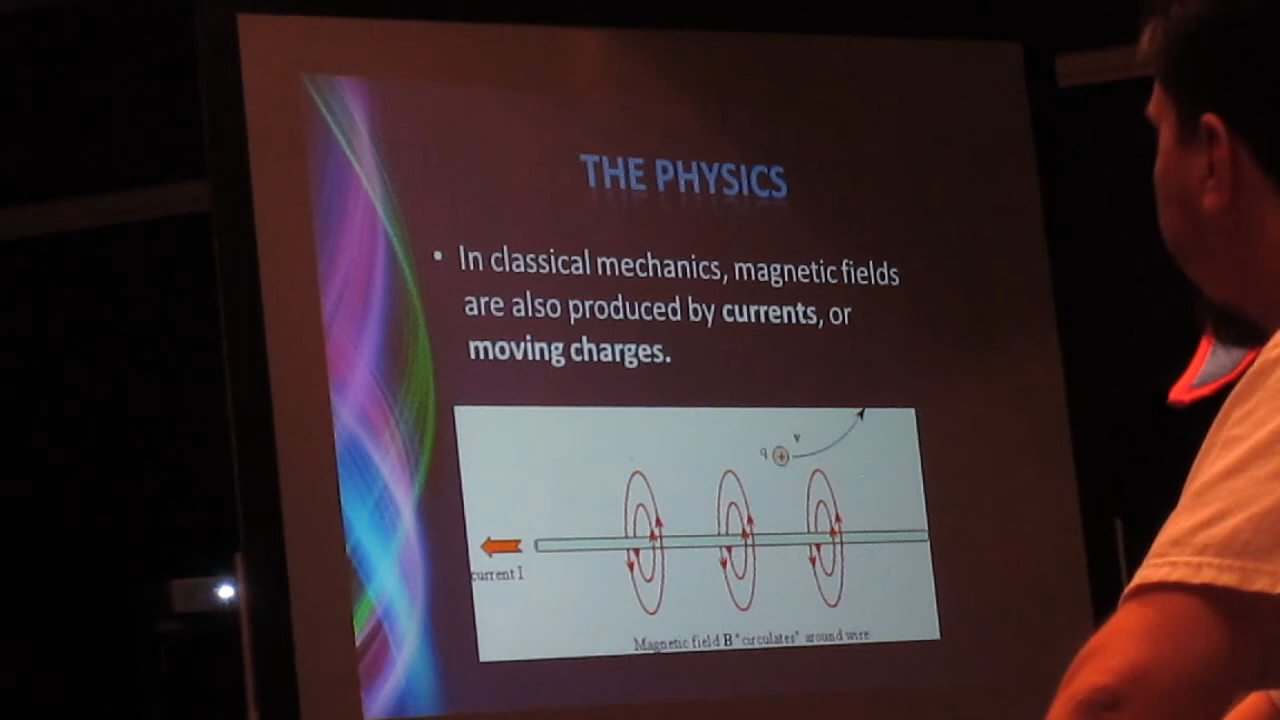 THE PHYSICS
• In classical mechanics, magnetic fields
are also produced by currents, or
moving charges.
q v
current I
Magnetic field B "circulates" around wire